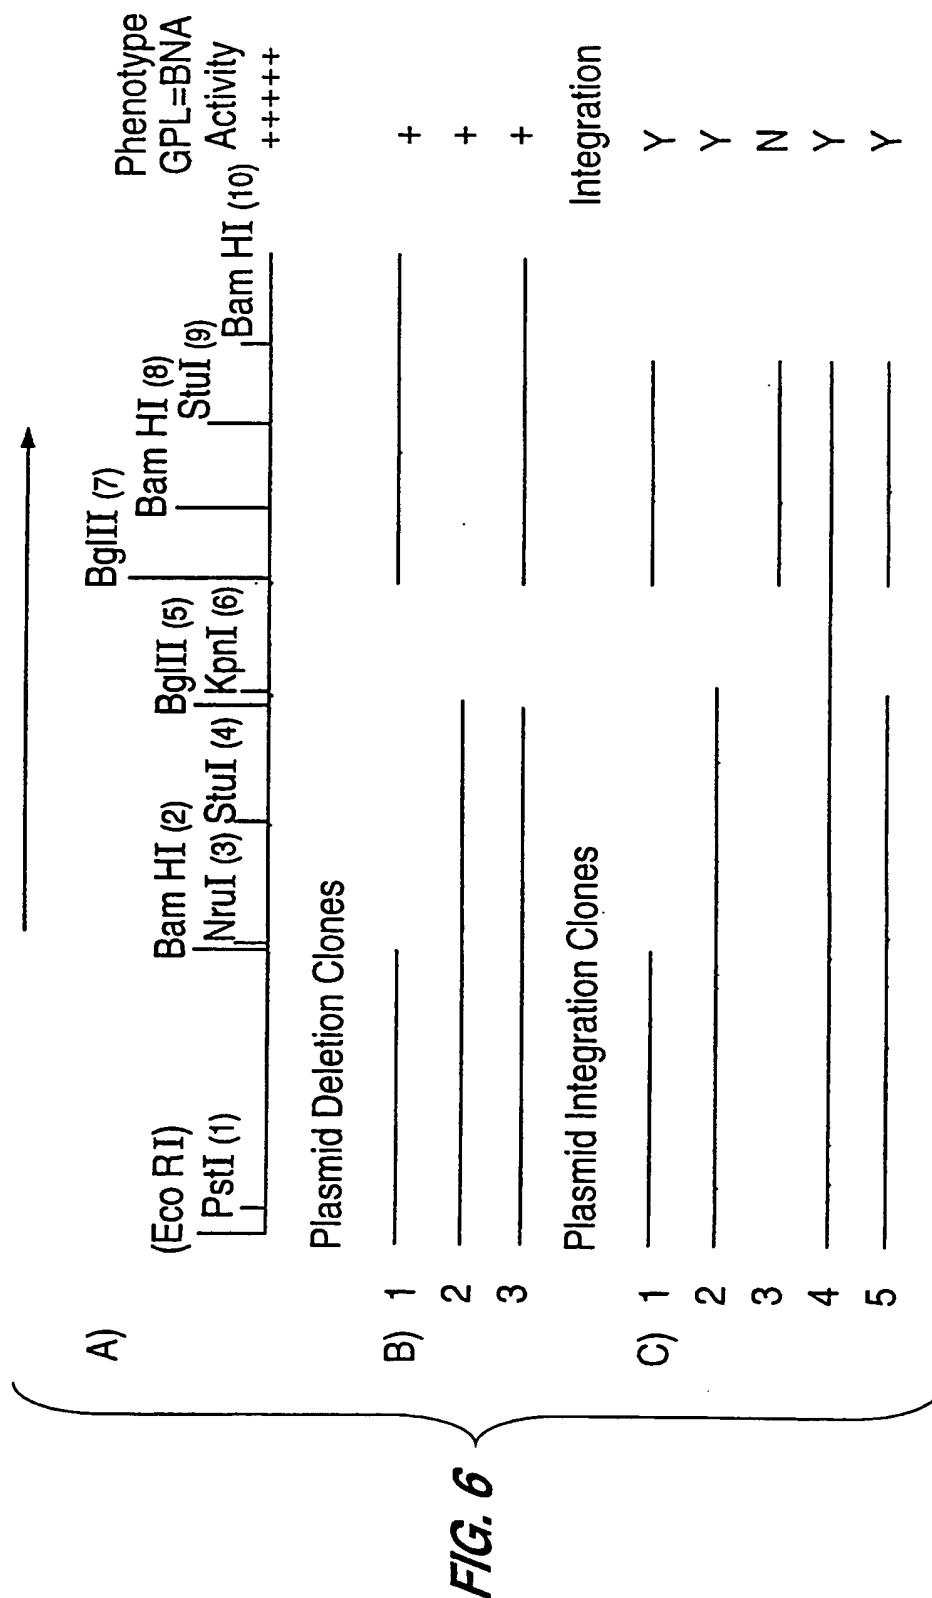 FIG. 6
A)
(Eco RI)
PstI (1)
Bam HI (2)
NruI (3)
StuI (4)
BglII (5)
KpnI (6)
BglII (7)
Bam HI (8)
StuI (9)
Bam HI (10)
Phenotype
GPL=BNA
Activity
+++++
Plasmid Deletion Clones
B)
1 +
2 +
3 +
Plasmid Integration Clones
Integration
C)
1 Y
2 Y
3 N
4 Y
5 Y